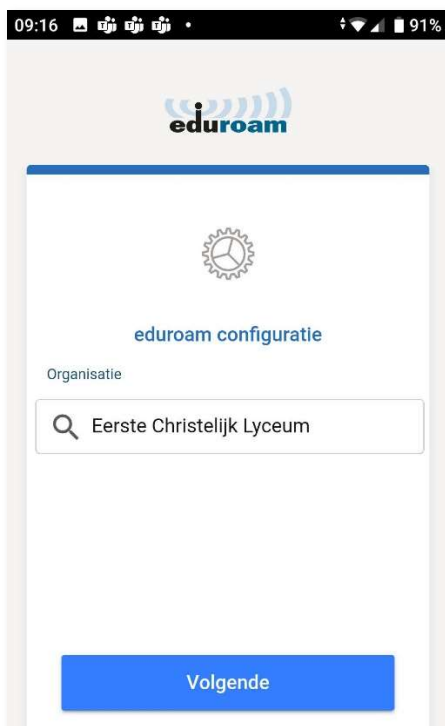 09:16 91%
eduroam
eduroam configuratie
Organisatie
Eerste Christelijk Lyceum
Volgende